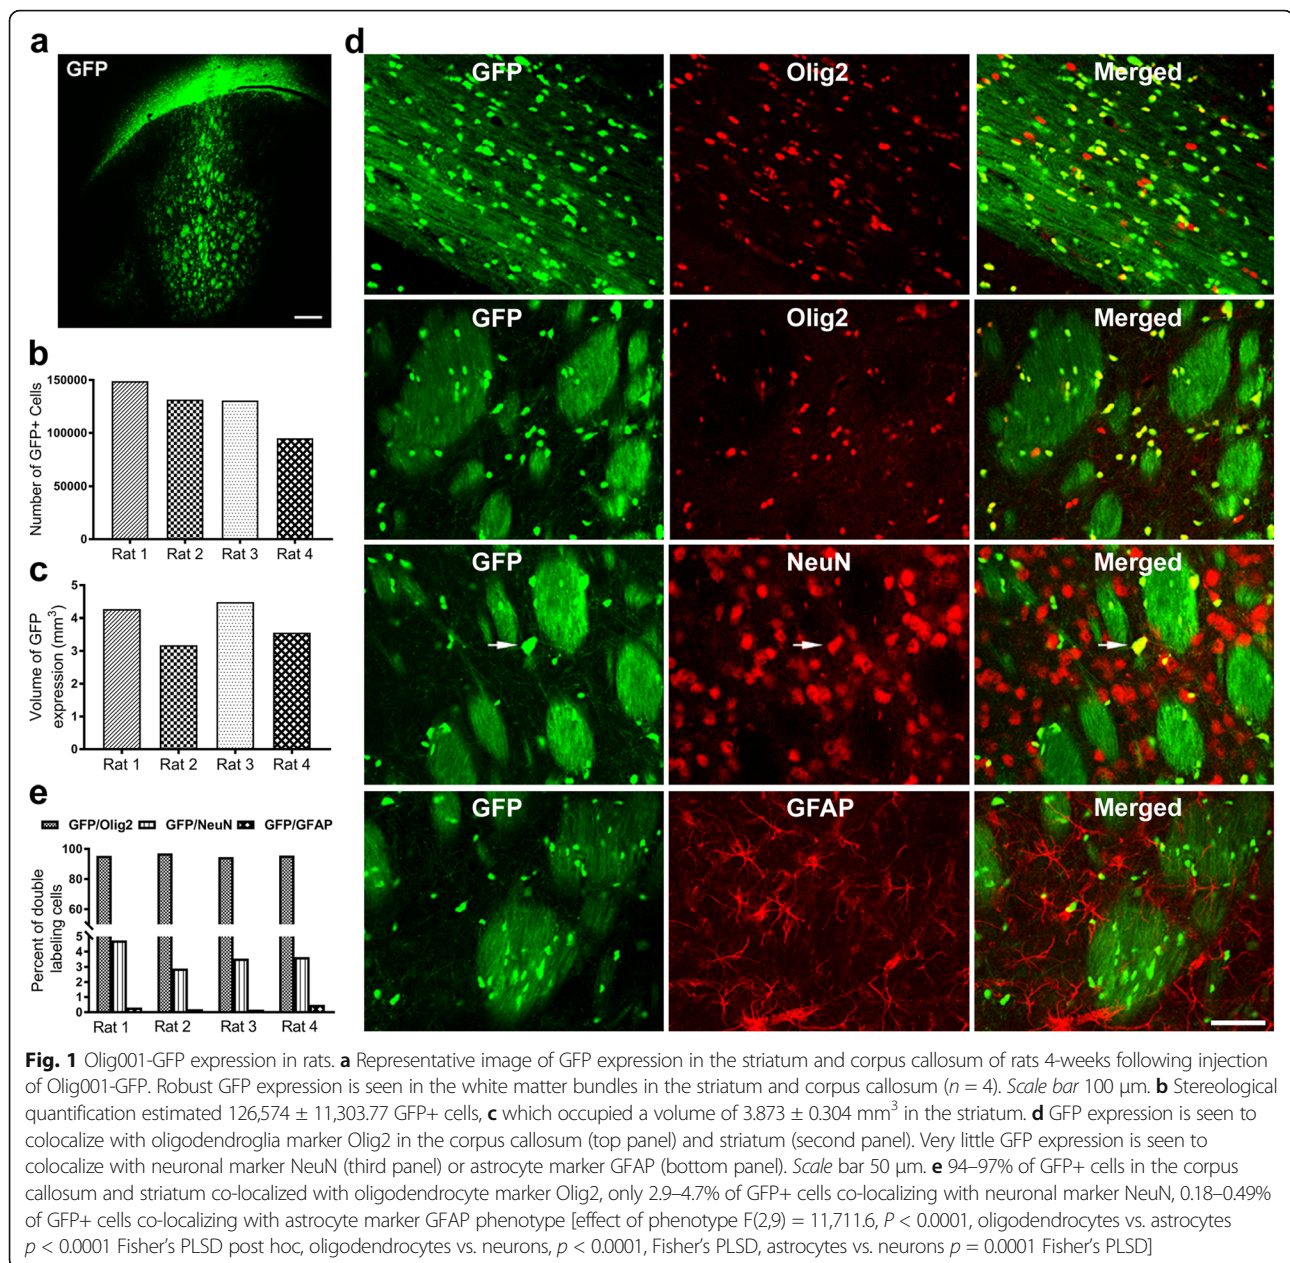 a
GFP
b
Number of GFP+ Cells
150000
100000
50000
0
Rat 1 Rat 2 Rat 3 Rat 4
c
Volume of GFP
expression (mm³)
5
4
3
2
1
0
Rat 1 Rat 2 Rat 3 Rat 4
e
GFP/Olig2 GFP/NeuN GFP/GFAP
Percent of double
labeling cells
100
80
60
5
4
3
2
1
0
Rat 1 Rat 2 Rat 3 Rat 4
d
GFP Olig2 Merged
GFP Olig2 Merged
GFP NeuN Merged
GFP GFAP Merged
Fig. 1 Olig001-GFP expression in rats. a Representative image of GFP expression in the striatum and corpus callosum of rats 4-weeks following injection
of Olig001-GFP. Robust GFP expression is seen in the white matter bundles in the striatum and corpus callosum (n = 4). Scale bar 100 μm. b Stereological
quantification estimated 126,574 ± 11,303.77 GFP+ cells, c which occupied a volume of 3.873 ± 0.304 mm³ in the striatum. d GFP expression is seen to
colocalize with oligodendroglia marker Olig2 in the corpus callosum (top panel) and striatum (second panel). Very little GFP expression is seen to
colocalize with neuronal marker NeuN (third panel) or astrocyte marker GFAP (bottom panel). Scale bar 50 μm. e 94–97% of GFP+ cells in the corpus
callosum and striatum co-localized with oligodendrocyte marker Olig2, only 2.9–4.7% of GFP+ cells co-localizing with neuronal marker NeuN, 0.18–0.49%
of GFP+ cells co-localizing with astrocyte marker GFAP phenotype [effect of phenotype F(2,9) = 11,711.6, P < 0.0001, oligodendrocytes vs. astrocytes
p < 0.0001 Fisher's PLSD post hoc, oligodendrocytes vs. neurons, p < 0.0001, Fisher's PLSD, astrocytes vs. neurons p = 0.0001 Fisher's PLSD]